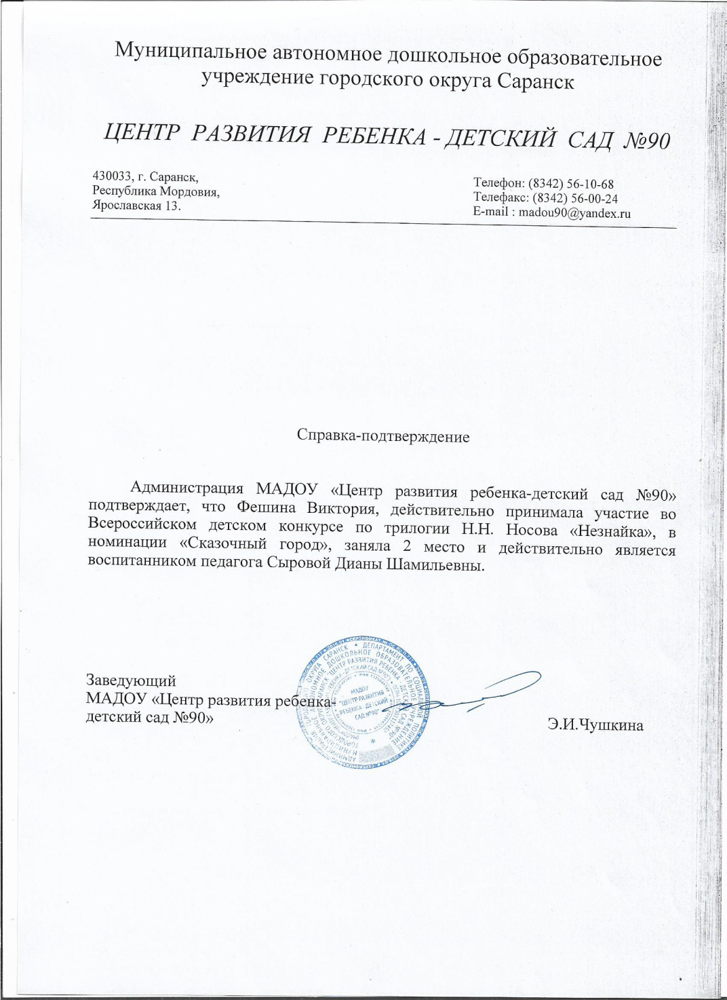 Муниципальное автономное дошкольное образовательное
учреждение городского округа Саранск
ЦЕНТР РАЗВИТИЯ РЕБЕНКА - ДЕТСКИЙ САД №90
430033, г. Саранск,
Республика Мордовия,
Ярославская 13.
Телефон: (8342) 56-10-68
Телефакс: (8342) 56-00-24
E-mail : madou90@yandex.ru
Справка-подтверждение
Администрация МАДОУ «Центр развития ребенка-детский сад №90»
подтверждает, что Фешина Виктория, действительно принимала участие во
Всероссийском детском конкурсе по трилогии Н.Н. Носова «Незнайка», в
номинации «Сказочный город», заняла 2 место и действительно является
воспитанником педагога Сыровой Дианы Шамильевны.
Заведующий
МАДОУ «Центр развития ребенка-
детский сад №90»
Э.И.Чушкина
МАДОУ
"ЦЕНТР РАЗВИТИЯ
РЕБЕНКА - ДЕТСКИЙ
САД №90"